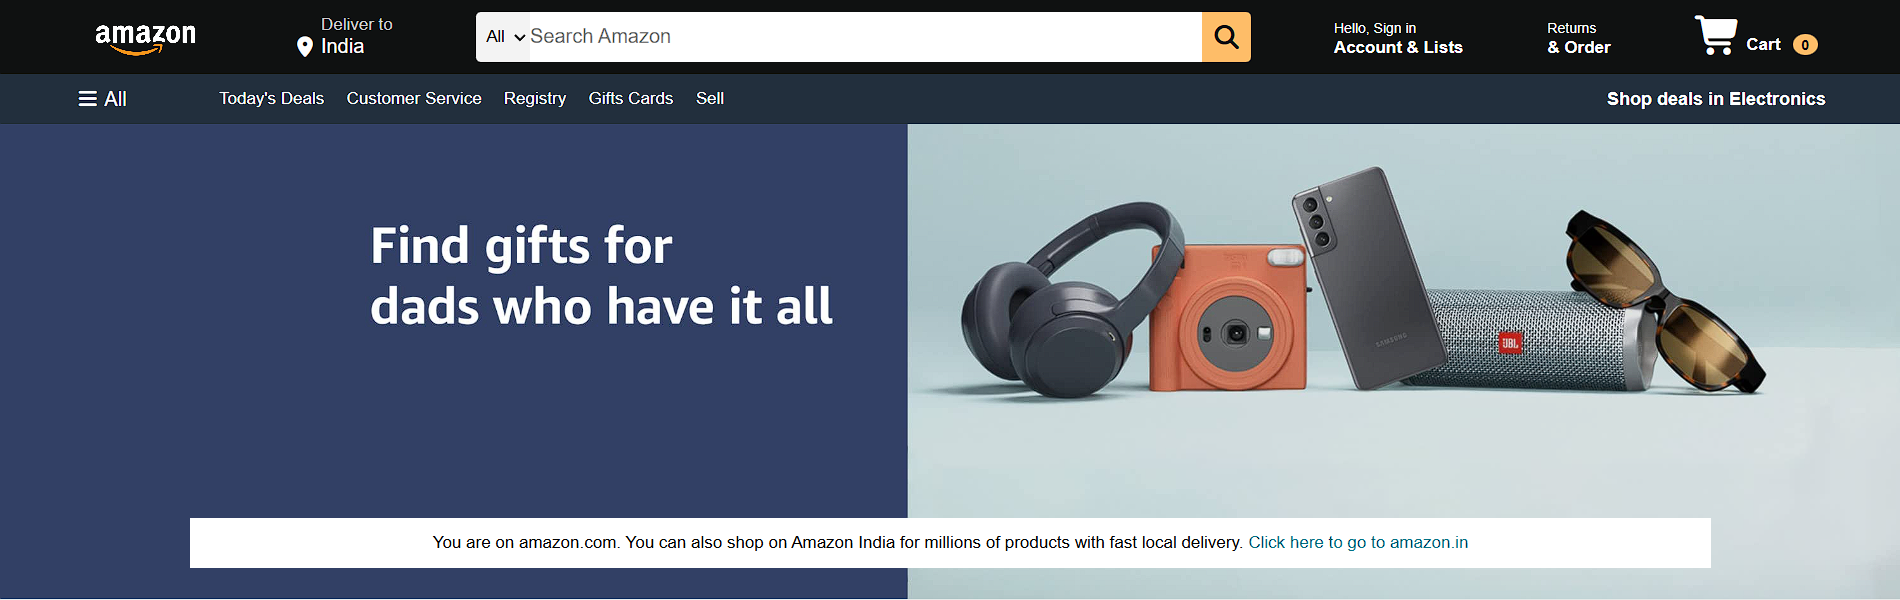 amazon
Deliver to
India
All
Search Amazon
Hello, Sign in
Account & Lists
Returns
& Order
Cart
0
All
Today's Deals
Customer Service
Registry
Gifts Cards
Sell
Shop deals in Electronics
Find gifts for
dads who have it all
SAMSUNG
JBL
You are on amazon.com. You can also shop on Amazon India for millions of products with fast local delivery. Click here to go to amazon.in